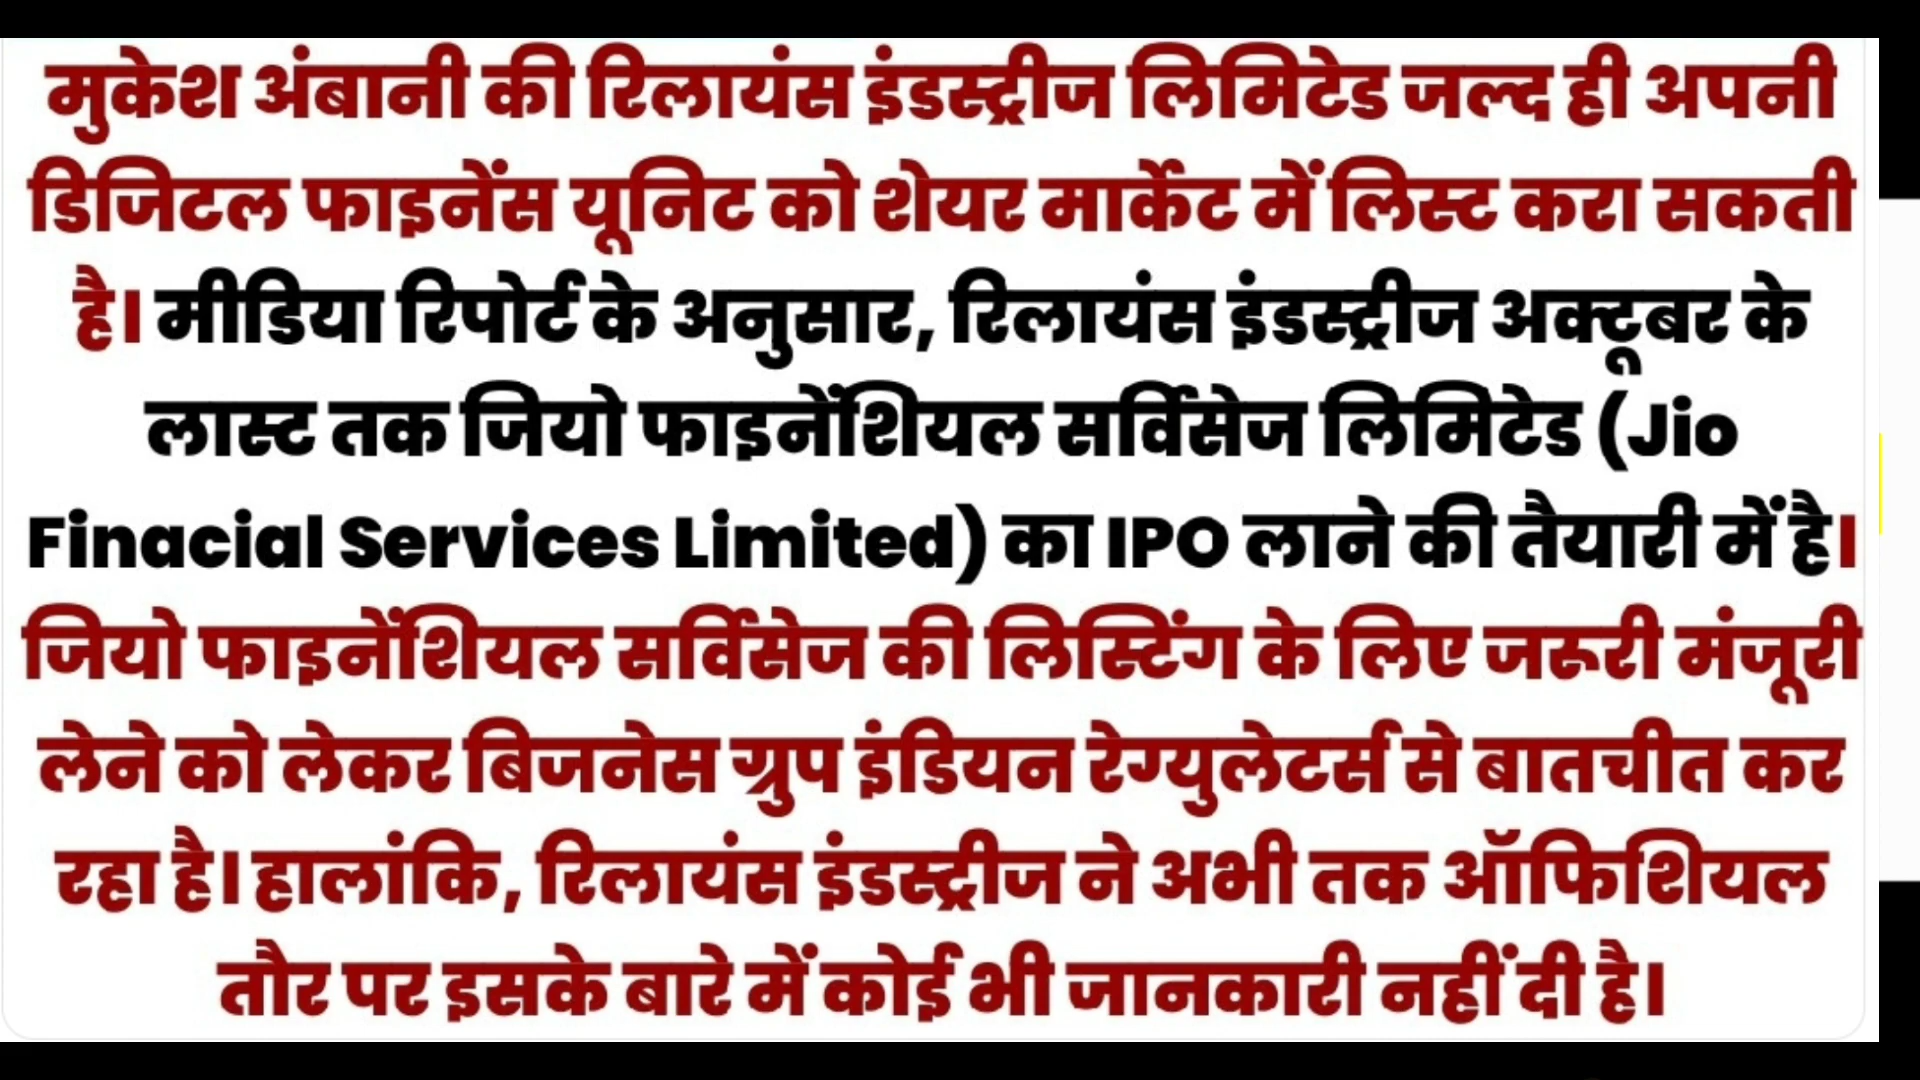 मुकेश अंबानी की रिलायंस इंडस्ट्रीज लिमिटेड जल्द ही अपनी
डिजिटल फाइनेंस यूनिट को शेयर मार्केट में लिस्ट करा सकती
है। मीडिया रिपोर्ट के अनुसार, रिलायंस इंडस्ट्रीज अक्टूबर के
लास्ट तक जियो फाइनेंशियल सर्विसेज लिमिटेड (Jio
Finacial Services Limited) का IPO लाने की तैयारी में है।
जियो फाइनेंशियल सर्विसेज की लिस्टिंग के लिए जरूरी मंजूरी
लेने को लेकर बिजनेस ग्रुप इंडियन रेग्युलेटर्स से बातचीत कर
रहा है। हालांकि, रिलायंस इंडस्ट्रीज ने अभी तक ऑफिशियल
तौर पर इसके बारे में कोई भी जानकारी नहीं दी है।